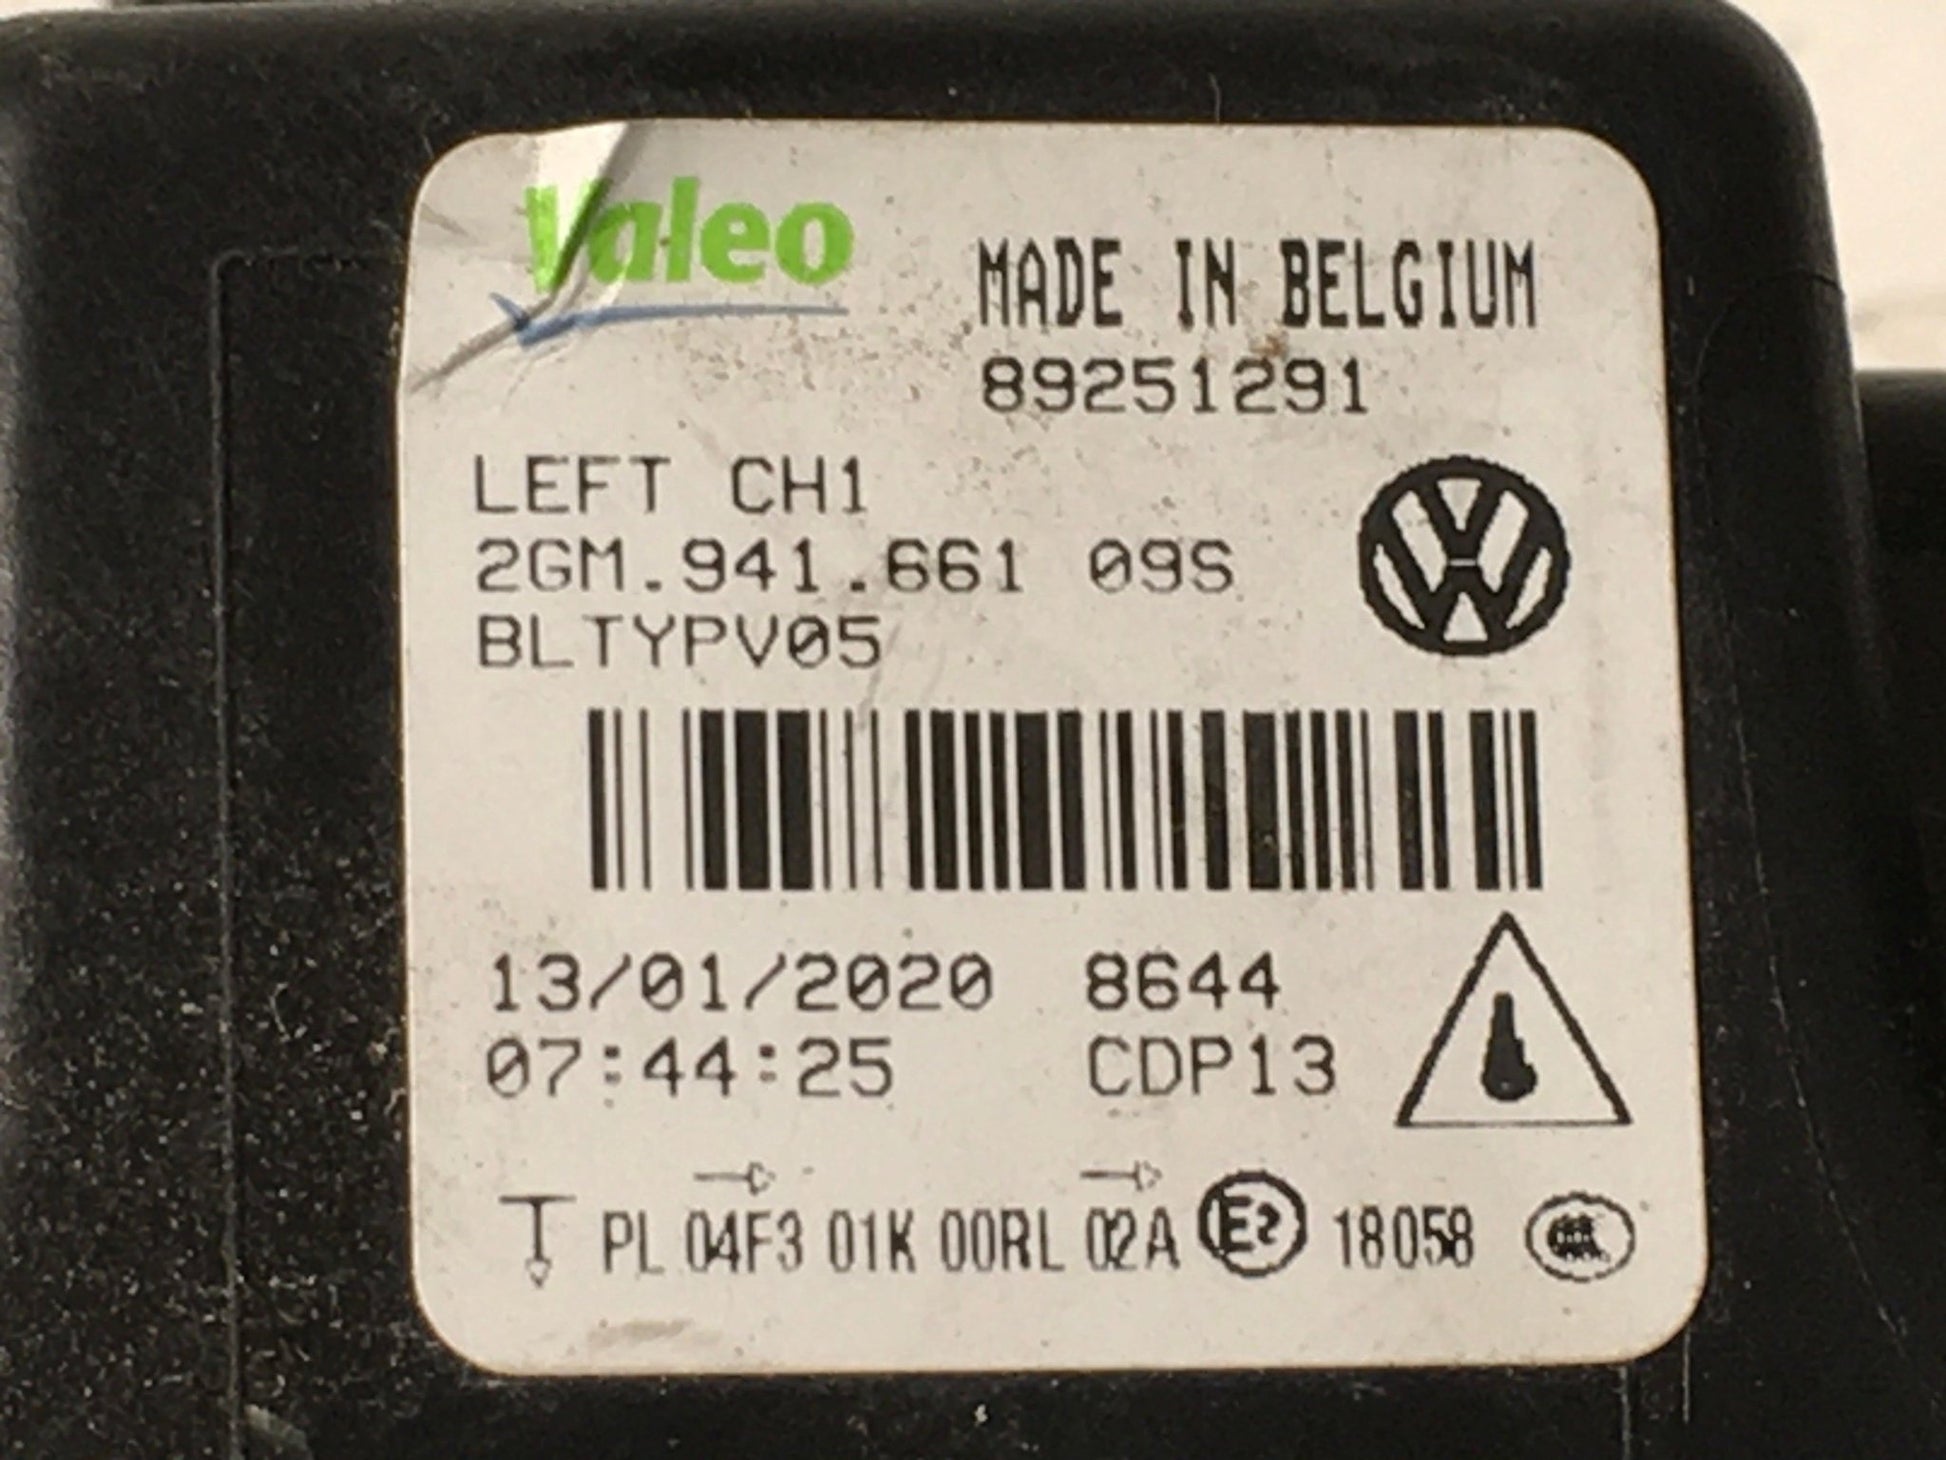 Valeo
MADE IN BELGIUM
89251291
LEFT CH1
2GM.941.661 09S
BLTYPV05
13/01/2020 8644
07:44:25 CDP13
PL 04F3 01K 00RL 02A E2 18058